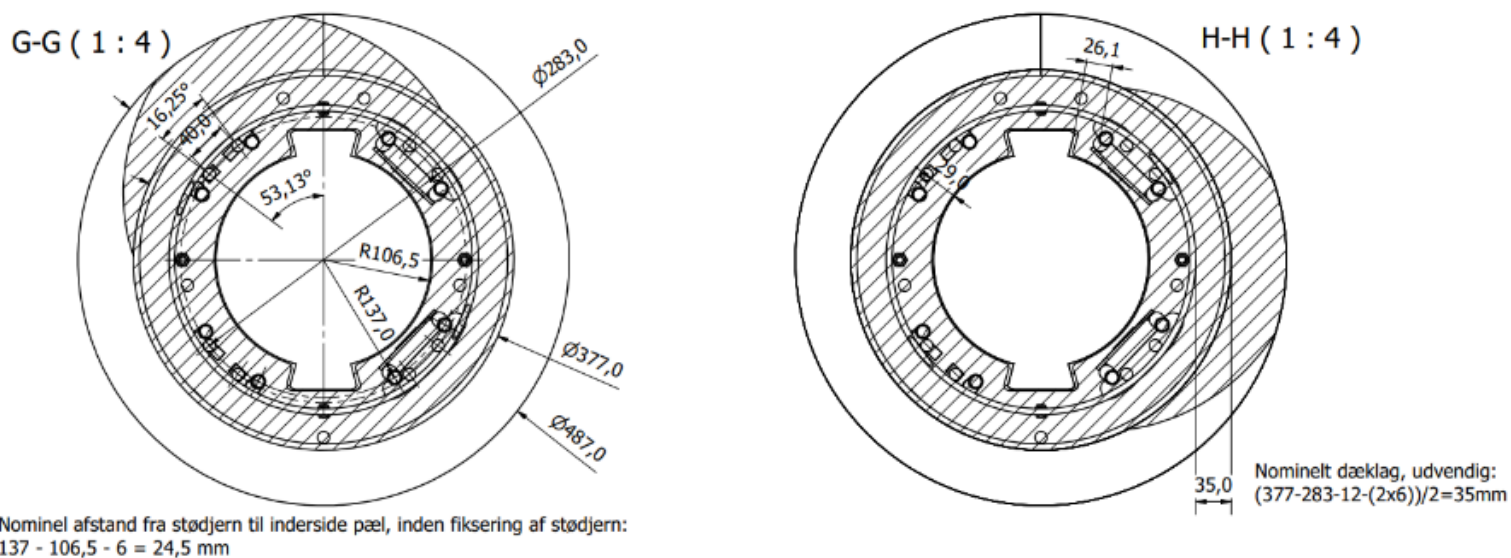 G-G ( 1 : 4 )
Ø283,0
16,25°
40,0
53,13°
R106,5
R137,0
Ø377,0
Ø487,0
Nominel afstand fra stødjern til inderside pæl, inden fiksering af stødjern:
137 - 106,5 - 6 = 24,5 mm
H-H ( 1 : 4 )
26,1
29,0
35,0
Nominelt dæklag, udvendig:
(377-283-12-(2x6))/2=35mm